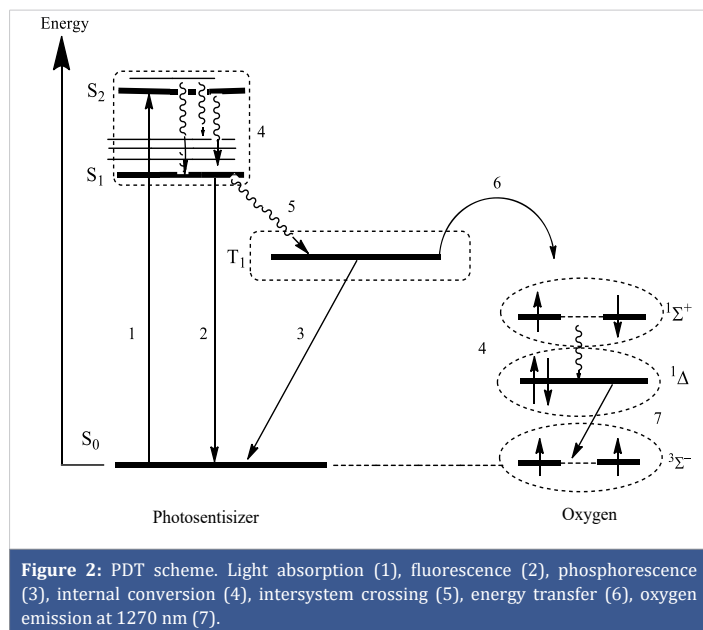 Energy
S2
4
S1
5
6
T1
¹Σ⁺
1
2
3
4
¹Δ
7
S0
³Σ⁻
Photosentisizer
Oxygen
Figure 2: PDT scheme. Light absorption (1), fluorescence (2), phosphorescence
(3), internal conversion (4), intersystem crossing (5), energy transfer (6), oxygen
emission at 1270 nm (7).